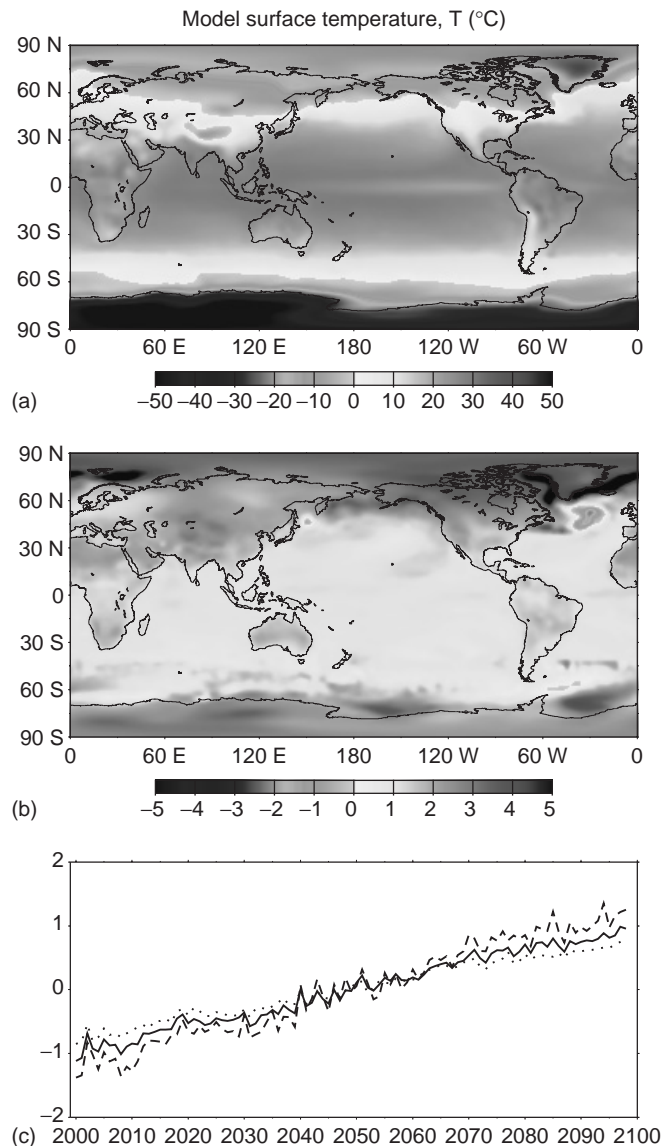 Model surface temperature, T (°C)
90 N
60 N
30 N
0
30 S
60 S
90 S
0 60 E 120 E 180 120 W 60 W 0
(a)
–50 –40 –30 –20 –10 0 10 20 30 40 50
90 N
60 N
30 N
0
30 S
60 S
90 S
0 60 E 120 E 180 120 W 60 W 0
(b)
–5 –4 –3 –2 –1 0 1 2 3 4 5
2
1
0
–1
–2
(c)
2000 2010 2020 2030 2040 2050 2060 2070 2080 2090 2100